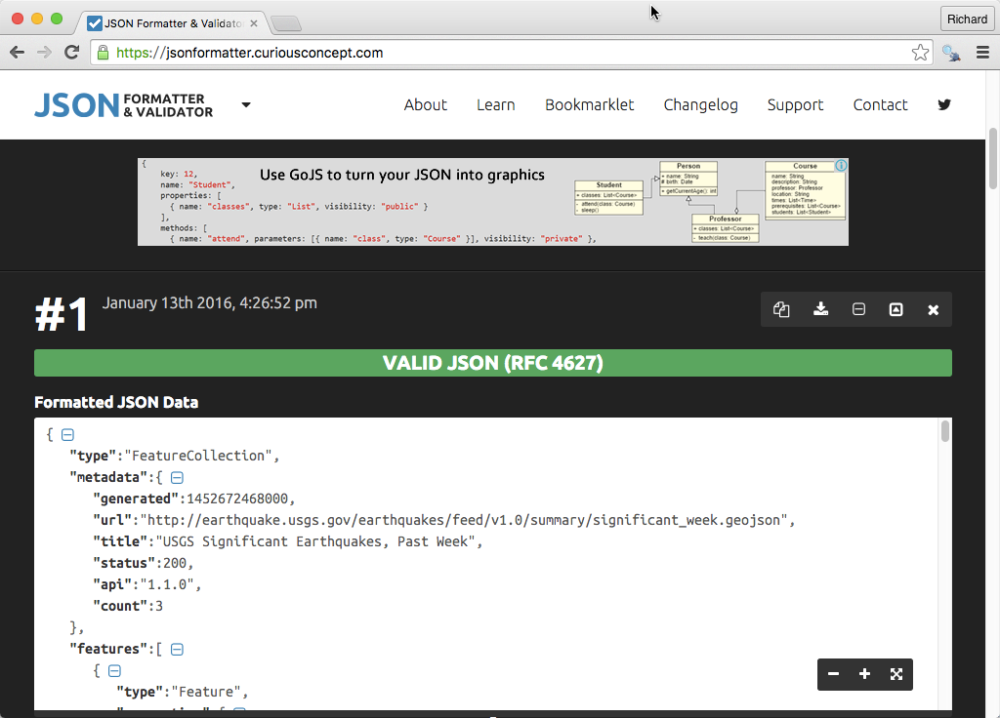 JSON Formatter & Validato
Richard
https://jsonformatter.curiousconcept.com
JSON FORMATTER & VALIDATOR
About Learn Bookmarklet Changelog Support Contact
{
key: 12,
name: "Student",
properties: [
{ name: "classes", type: "List", visibility: "public" }
],
methods: [
{ name: "attend", parameters: [{ name: "class", type: "Course" }], visibility: "private" },
Use GoJS to turn your JSON into graphics
Student
+ classes: List<Course>
- attend(class: Course)
- sleep()
Person
+ name: String
# birth: Date
+ getCurrentAge(): int
Professor
+ classes: List<Course>
- teach(class: Course)
Course
name: String
description: String
professor: Professor
location: String
times: List<Time>
prerequisites: List<Course>
students: List<Student>
#1
January 13th 2016, 4:26:52 pm
VALID JSON (RFC 4627)
Formatted JSON Data
{
"type":"FeatureCollection",
"metadata":{
"generated":1452672468000,
"url":"http://earthquake.usgs.gov/earthquakes/feed/v1.0/summary/significant_week.geojson",
"title":"USGS Significant Earthquakes, Past Week",
"status":200,
"api":"1.1.0",
"count":3
},
"features":[
{
"type":"Feature",